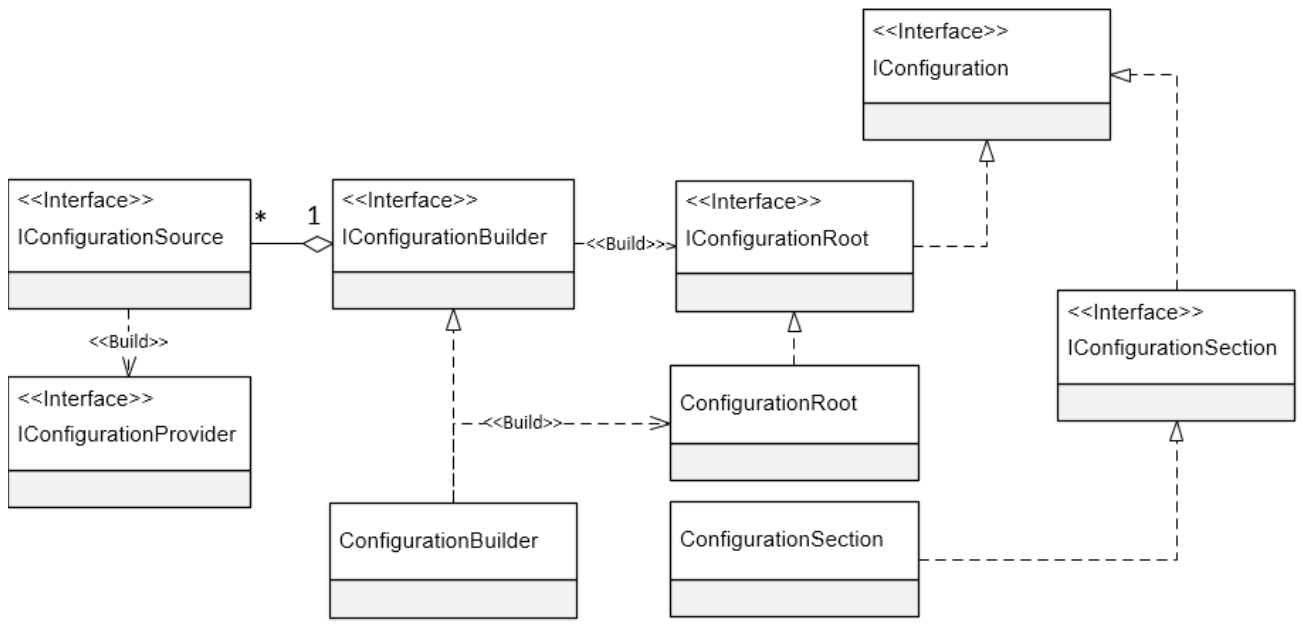 <<Interface>>
IConfiguration
<<Interface>>
IConfigurationSource
*
1
<<Interface>>
IConfigurationBuilder
<<Build>>
<<Interface>>
IConfigurationRoot
<<Interface>>
IConfigurationSection
<<Build>>
<<Interface>>
IConfigurationProvider
<<Build>>
ConfigurationRoot
ConfigurationBuilder
ConfigurationSection